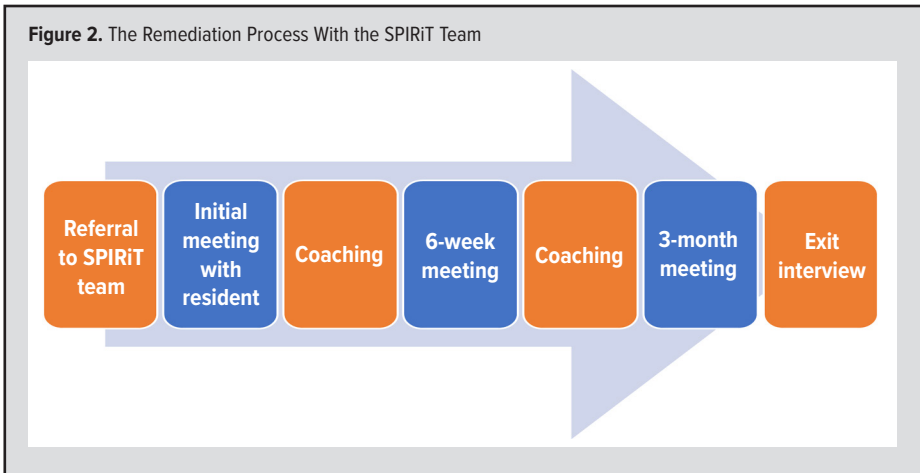 Figure 2. The Remediation Process With the SPIRiT Team
Referral
to SPIRiT
team
Initial
meeting
with
resident
Coaching
6-week
meeting
Coaching
3-month
meeting
Exit
interview